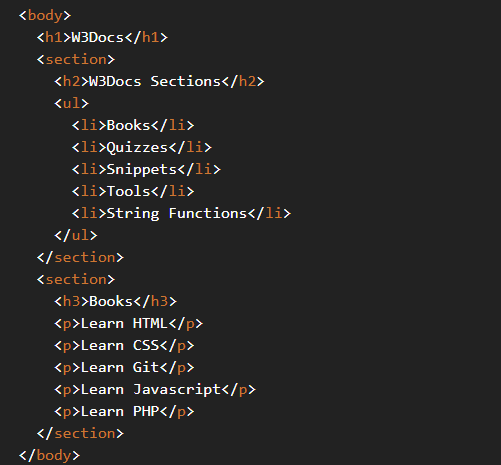 <body>
<h1>W3Docs</h1>
<section>
<h2>W3Docs Sections</h2>
<ul>
<li>Books</li>
<li>Quizzes</li>
<li>Snippets</li>
<li>Tools</li>
<li>String Functions</li>
</ul>
</section>
<section>
<h3>Books</h3>
<p>Learn HTML</p>
<p>Learn CSS</p>
<p>Learn Git</p>
<p>Learn Javascript</p>
<p>Learn PHP</p>
</section>
</body>